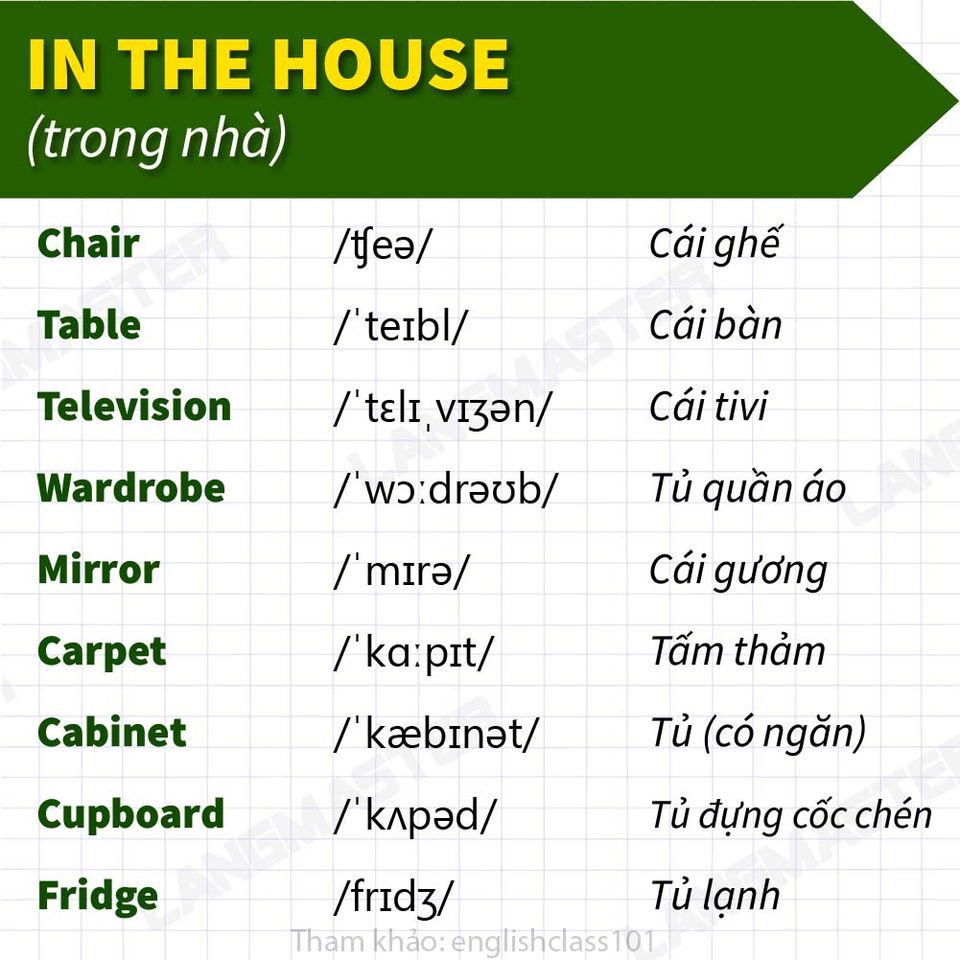 IN THE HOUSE
(trong nhà)
Chair /ʧeə/ Cái ghế
Table /ˈteɪbl/ Cái bàn
Television /ˈtɛlɪˌvɪʒən/ Cái tivi
Wardrobe /ˈwɔːdrəʊb/ Tủ quần áo
Mirror /ˈmɪrə/ Cái gương
Carpet /ˈkɑːpɪt/ Tấm thảm
Cabinet /ˈkæbɪnət/ Tủ (có ngăn)
Cupboard /ˈkʌpəd/ Tủ đựng cốc chén
Fridge /frɪdʒ/ Tủ lạnh
Tham khảo: englishclass101
LANGMASTER